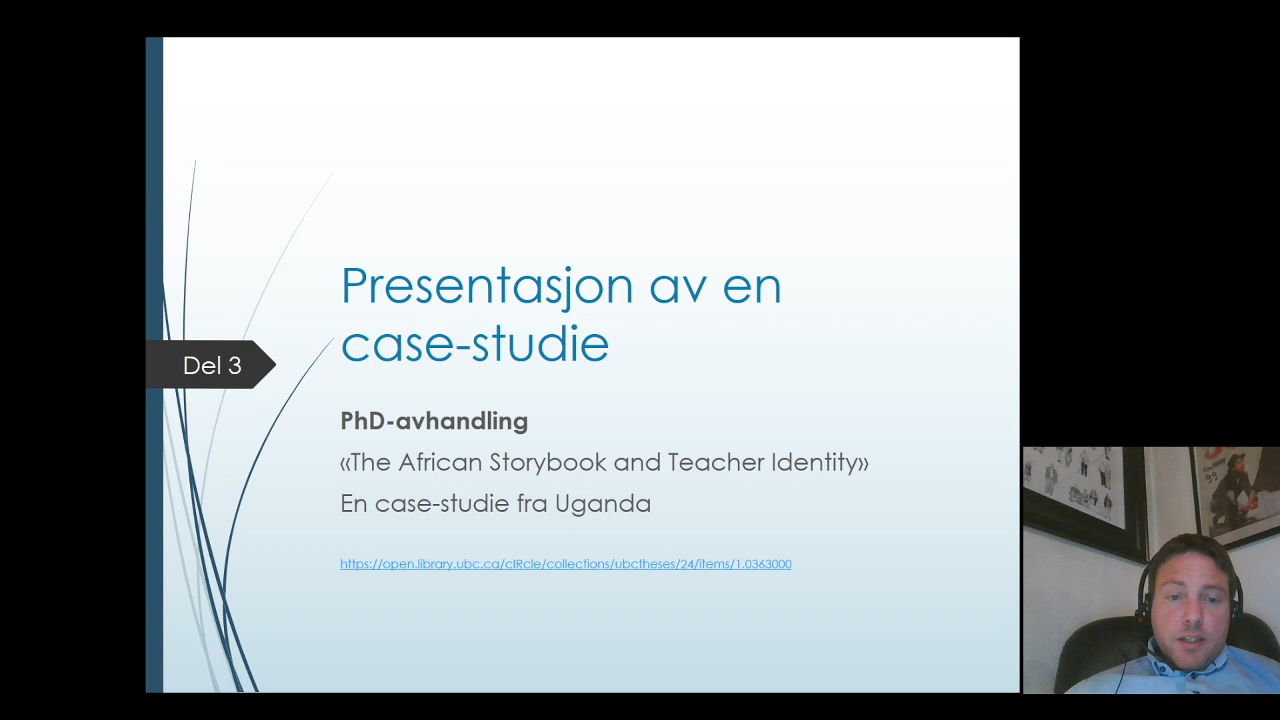 Presentasjon av en
case-studie
Del 3
PhD-avhandling
«The African Storybook and Teacher Identity»
En case-studie fra Uganda
https://open.library.ubc.ca/cIRcle/collections/ubctheses/24/items/1.0363000